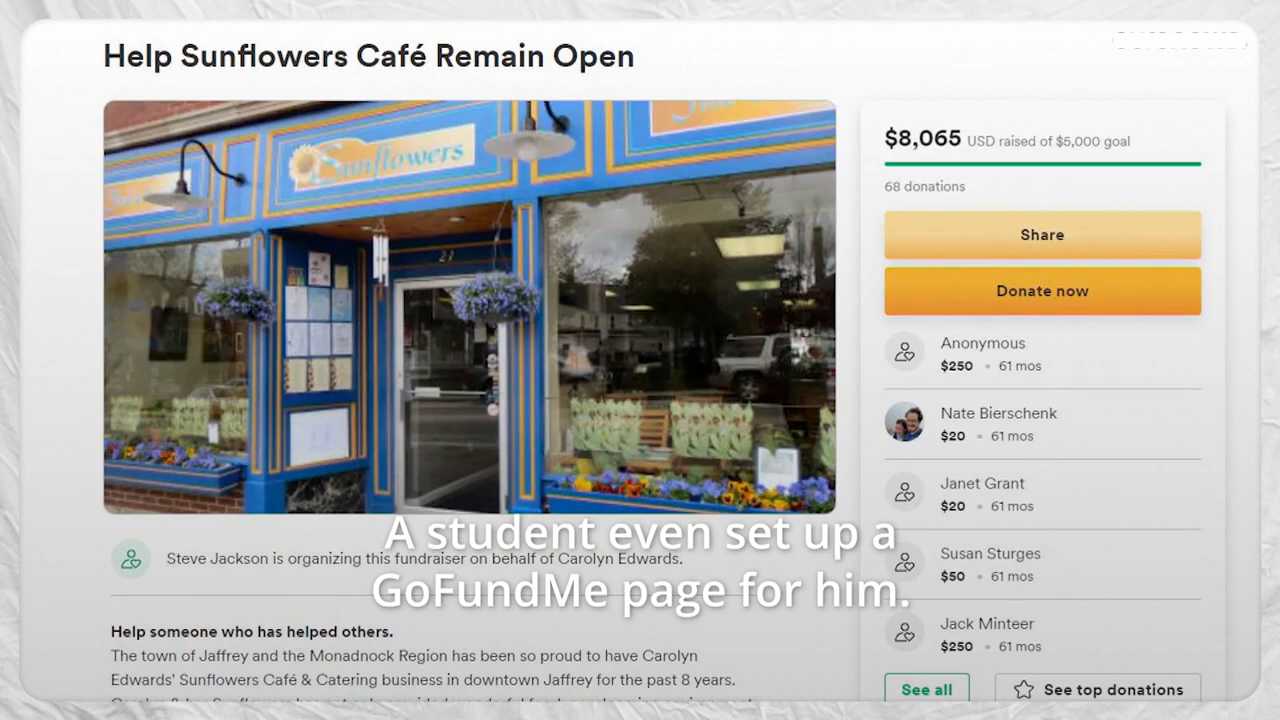 Help Sunflowers Café Remain Open
Sunflowers
21
$8,065 USD raised of $5,000 goal
68 donations
Share
Donate now
Anonymous
$250 • 61 mos
Nate Bierschenk
$20 • 61 mos
Janet Grant
$20 • 61 mos
Susan Sturges
$50 • 61 mos
Jack Minteer
$250 • 61 mos
See all
See top donations
A student even set up a
GoFundMe page for him.
Steve Jackson is organizing this fundraiser on behalf of Carolyn Edwards.
Help someone who has helped others.
The town of Jaffrey and the Monadnock Region has been so proud to have Carolyn
Edwards' Sunflowers Café & Catering business in downtown Jaffrey for the past 8 years.